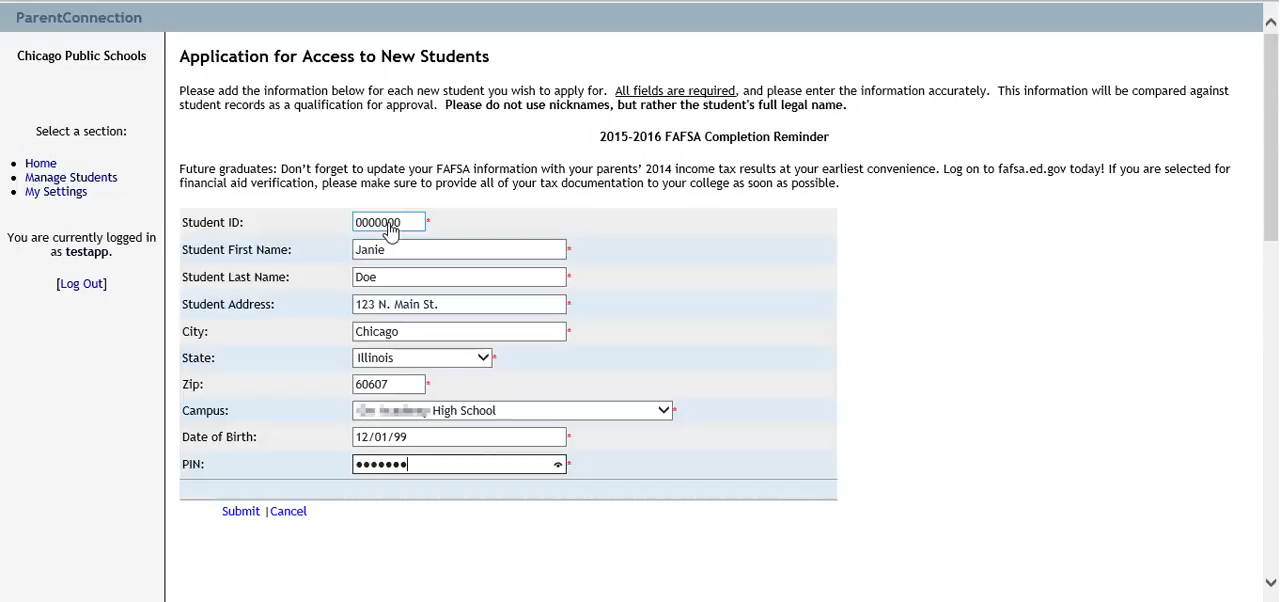 ParentConnection
Chicago Public Schools
Select a section:
Home
Manage Students
My Settings
You are currently logged in
as testapp.
[Log Out]
Application for Access to New Students
Please add the information below for each new student you wish to apply for. All fields are required, and please enter the information accurately. This information will be compared against
student records as a qualification for approval. Please do not use nicknames, but rather the student's full legal name.
2015-2016 FAFSA Completion Reminder
Future graduates: Don't forget to update your FAFSA information with your parents' 2014 income tax results at your earliest convenience. Log on to fafsa.ed.gov today! If you are selected for
financial aid verification, please make sure to provide all of your tax documentation to your college as soon as possible.
Student ID: 0000000 *
Student First Name: Janie *
Student Last Name: Doe *
Student Address: 123 N. Main St. *
City: Chicago *
State: Illinois *
Zip: 60607 *
Campus: High School *
Date of Birth: 12/01/99 *
PIN: ●●●●●●● *
Submit | Cancel